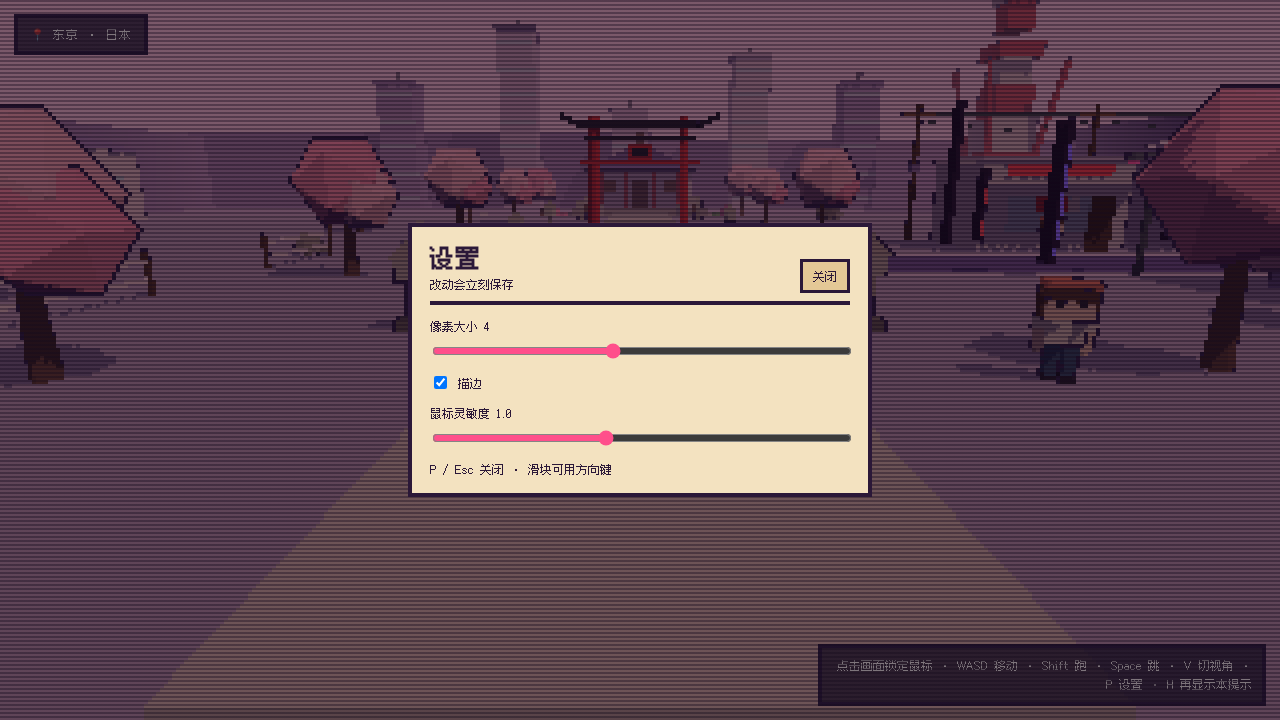 东京 · 日本
设置
改动会立刻保存
关闭
像素大小 4
描边
鼠标灵敏度 1.0
P / Esc 关闭 · 滑块可用方向键
点击画面锁定鼠标 · WASD 移动 · Shift 跑 · Space 跳 · V 切视角 ·
P 设置 · H 再显示本提示